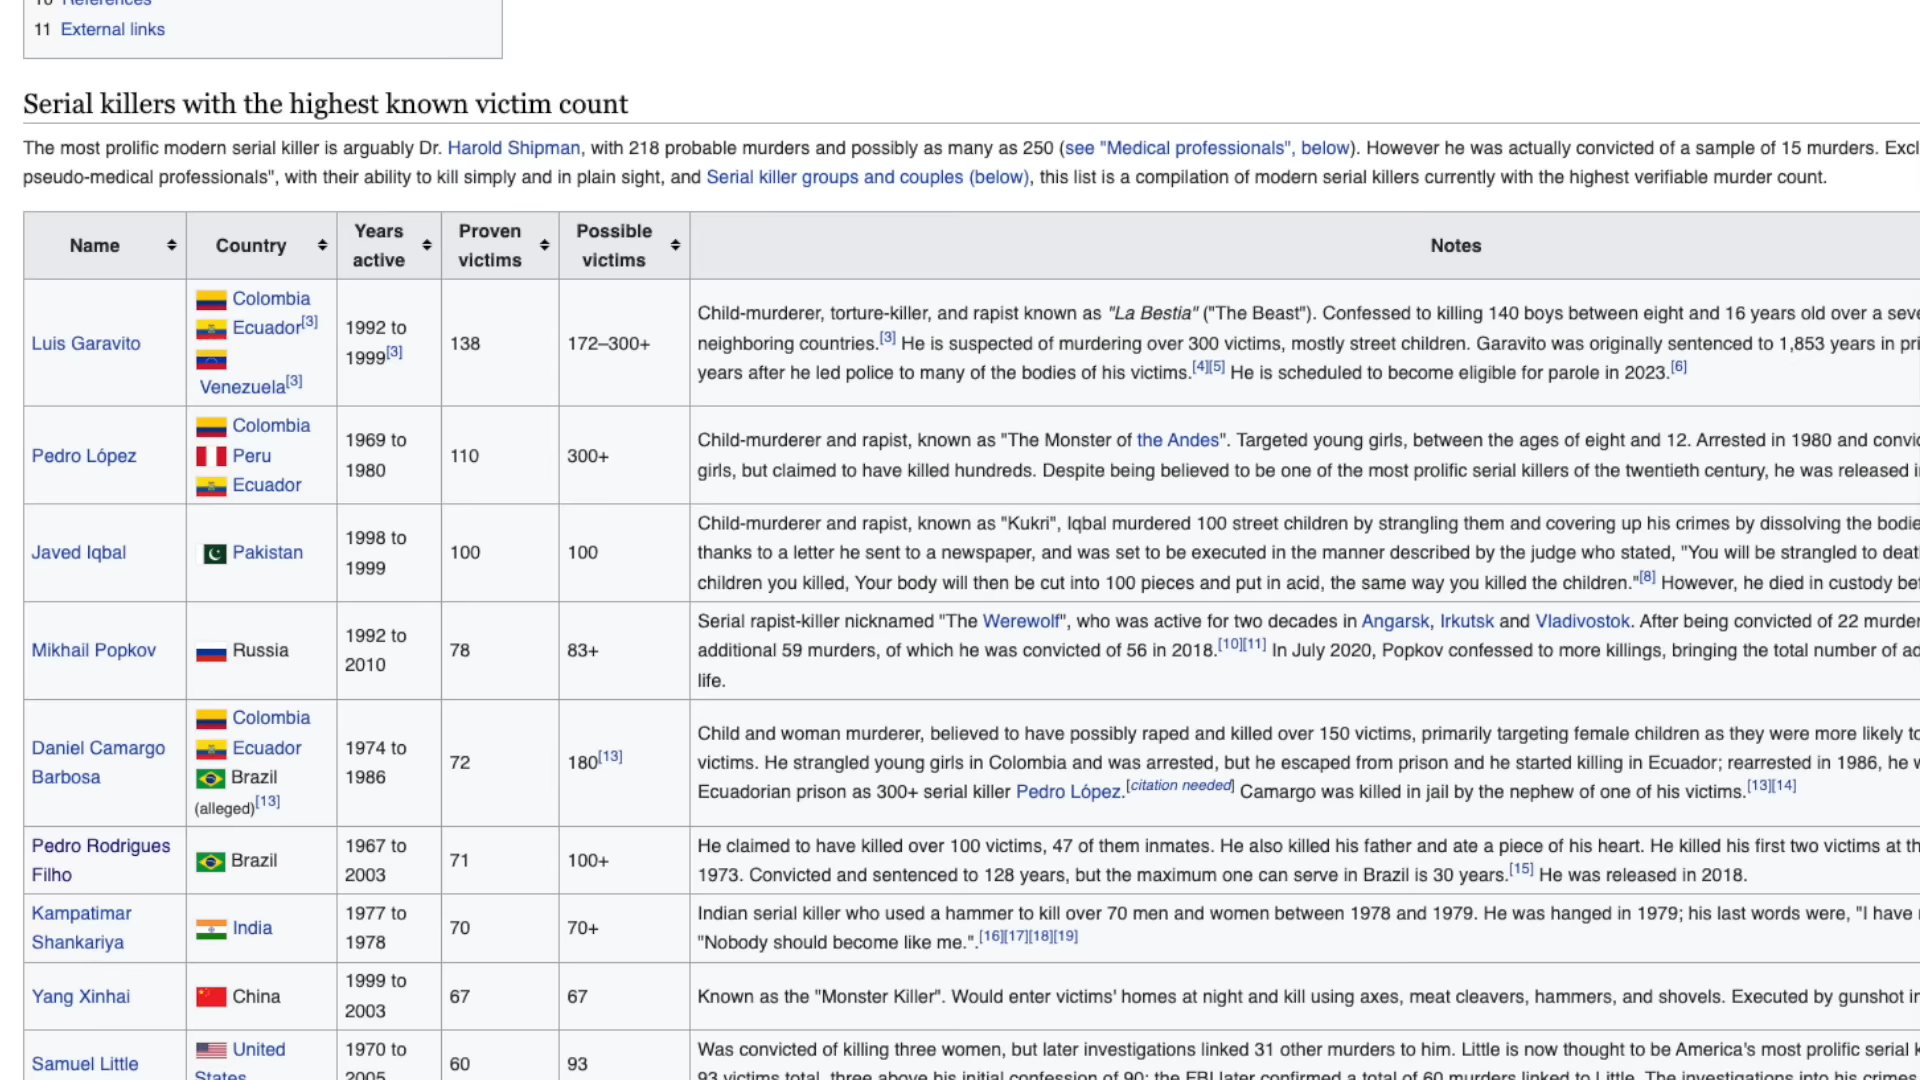 10 References
11 External links
Serial killers with the highest known victim count
The most prolific modern serial killer is arguably Dr. Harold Shipman, with 218 probable murders and possibly as many as 250 (see "Medical professionals", below). However he was actually convicted of a sample of 15 murders. Excl
pseudo-medical professionals", with their ability to kill simply and in plain sight, and Serial killer groups and couples (below), this list is a compilation of modern serial killers currently with the highest verifiable murder count.
Name Country Years active Proven victims Possible victims Notes
Luis Garavito
Colombia
Ecuador[3]
Venezuela[3]
1992 to
1999[3]
138
172–300+
Child-murderer, torture-killer, and rapist known as "La Bestia" ("The Beast"). Confessed to killing 140 boys between eight and 16 years old over a seve
neighboring countries.[3] He is suspected of murdering over 300 victims, mostly street children. Garavito was originally sentenced to 1,853 years in pri
years after he led police to many of the bodies of his victims.[4][5] He is scheduled to become eligible for parole in 2023.[6]
Pedro López
Colombia
Peru
Ecuador
1969 to
1980
110
300+
Child-murderer and rapist, known as "The Monster of the Andes". Targeted young girls, between the ages of eight and 12. Arrested in 1980 and convic
girls, but claimed to have killed hundreds. Despite being believed to be one of the most prolific serial killers of the twentieth century, he was released i
Javed Iqbal
Pakistan
1998 to
1999
100
100
Child-murderer and rapist, known as "Kukri", Iqbal murdered 100 street children by strangling them and covering up his crimes by dissolving the bodie
thanks to a letter he sent to a newspaper, and was set to be executed in the manner described by the judge who stated, "You will be strangled to deat
children you killed, Your body will then be cut into 100 pieces and put in acid, the same way you killed the children."[8] However, he died in custody bef
Mikhail Popkov
Russia
1992 to
2010
78
83+
Serial rapist-killer nicknamed "The Werewolf", who was active for two decades in Angarsk, Irkutsk and Vladivostok. After being convicted of 22 murder
additional 59 murders, of which he was convicted of 56 in 2018.[10][11] In July 2020, Popkov confessed to more killings, bringing the total number of ac
life.
Daniel Camargo
Barbosa
Colombia
Ecuador
Brazil
(alleged)[13]
1974 to
1986
72
180[13]
Child and woman murderer, believed to have possibly raped and killed over 150 victims, primarily targeting female children as they were more likely to
victims. He strangled young girls in Colombia and was arrested, but he escaped from prison and he started killing in Ecuador; rearrested in 1986, he w
Ecuadorian prison as 300+ serial killer Pedro López.[citation needed] Camargo was killed in jail by the nephew of one of his victims.[13][14]
Pedro Rodrigues
Filho
Brazil
1967 to
2003
71
100+
He claimed to have killed over 100 victims, 47 of them inmates. He also killed his father and ate a piece of his heart. He killed his first two victims at th
1973. Convicted and sentenced to 128 years, but the maximum one can serve in Brazil is 30 years.[15] He was released in 2018.
Kampatimar
Shankariya
India
1977 to
1978
70
70+
Indian serial killer who used a hammer to kill over 70 men and women between 1978 and 1979. He was hanged in 1979; his last words were, "I have
"Nobody should become like me.".[16][17][18][19]
Yang Xinhai
China
1999 to
2003
67
67
Known as the "Monster Killer". Would enter victims' homes at night and kill using axes, meat cleavers, hammers, and shovels. Executed by gunshot in
Samuel Little
United
States
1970 to
2005
60
93
Was convicted of killing three women, but later investigations linked 31 other murders to him. Little is now thought to be America's most prolific serial k
93 victims total, three above his initial confession of 90; the FBI later confirmed a total of 60 murders linked to Little. The investigations into his crimes